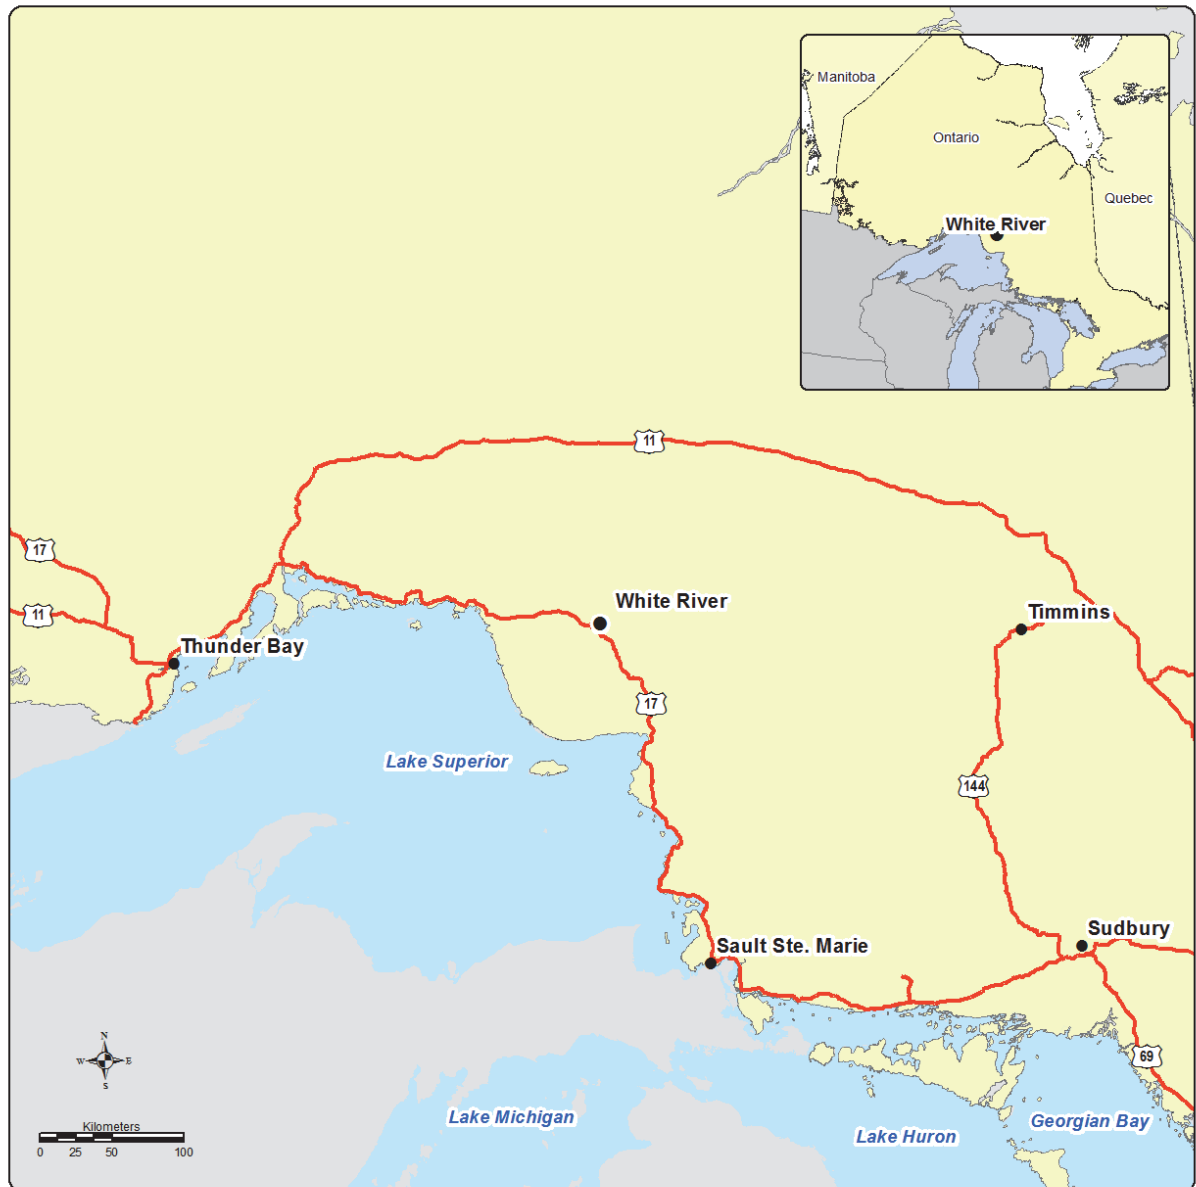 Manitoba
Ontario
Quebec
White River
11
17
11
White River
Timmins
Thunder Bay
17
Lake Superior
144
Sudbury
Sault Ste. Marie
N
W E
S
69
Lake Michigan
Georgian Bay
Lake Huron
Kilometers
0 25 50 100